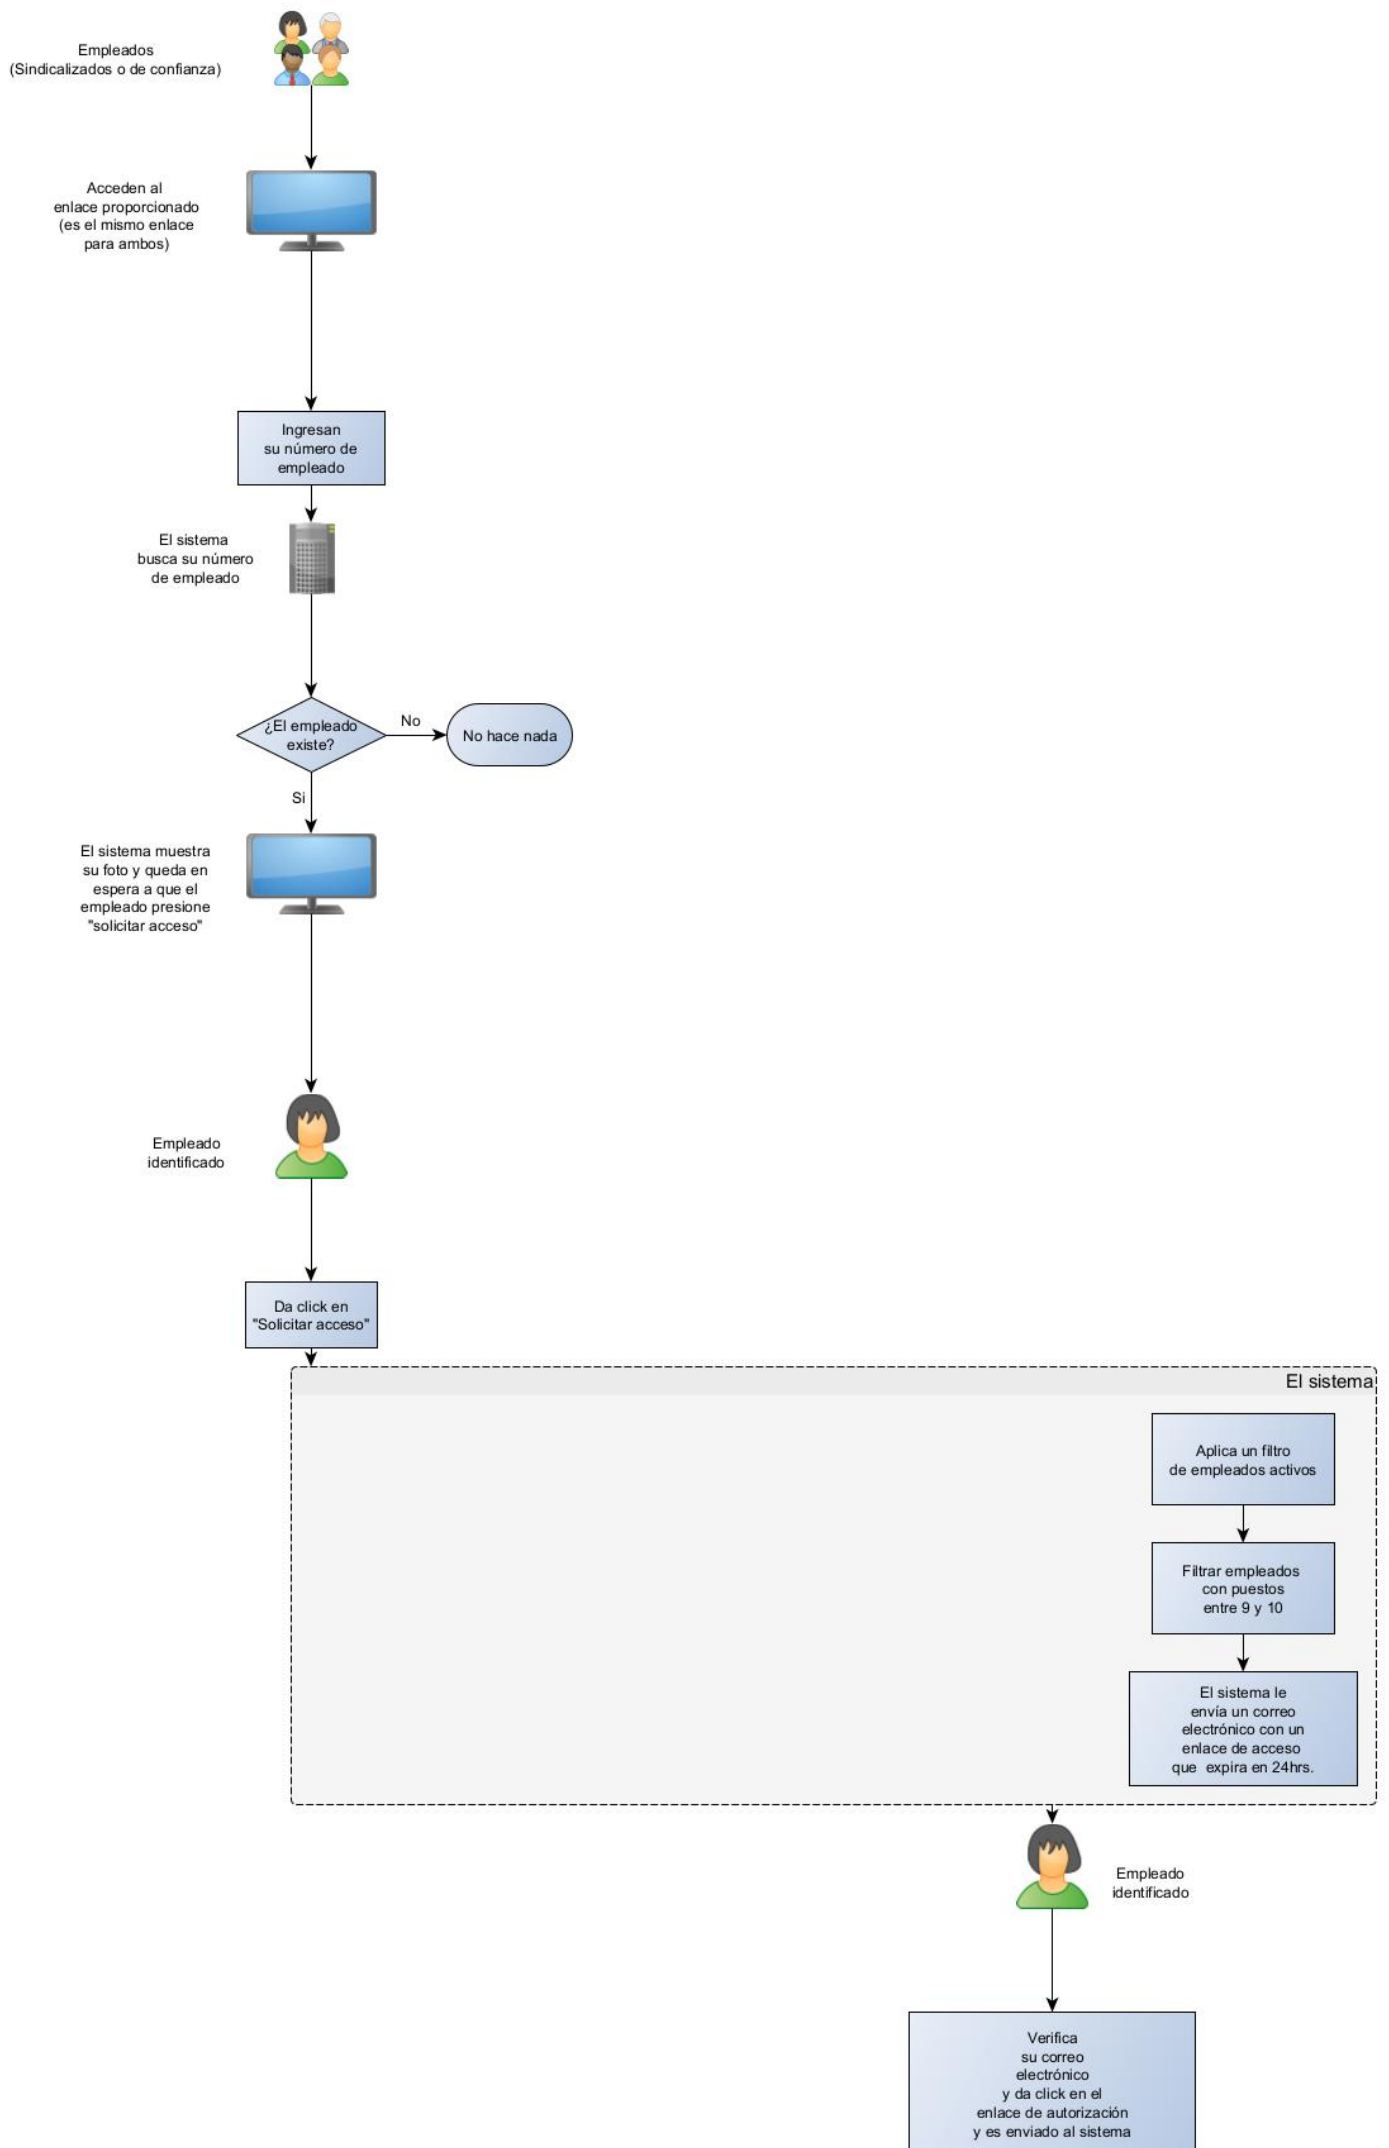 Empleados
(Sindicalizados o de confianza)
Acceden al
enlace proporcionado
(es el mismo enlace
para ambos)
Ingresan
su número de
empleado
El sistema
busca su número
de empleado
¿El empleado
existe?
No
No hace nada
Si
El sistema muestra
su foto y queda en
espera a que el
empleado presione
"solicitar acceso"
Empleado
identificado
Da click en
"Solicitar acceso"
El sistema
Aplica un filtro
de empleados activos
Filtrar empleados
con puestos
entre 9 y 10
El sistema le
envía un correo
electrónico con un
enlace de acceso
que expira en 24hrs.
Empleado
identificado
Verifica
su correo
electrónico
y da click en el
enlace de autorización
y es enviado al sistema